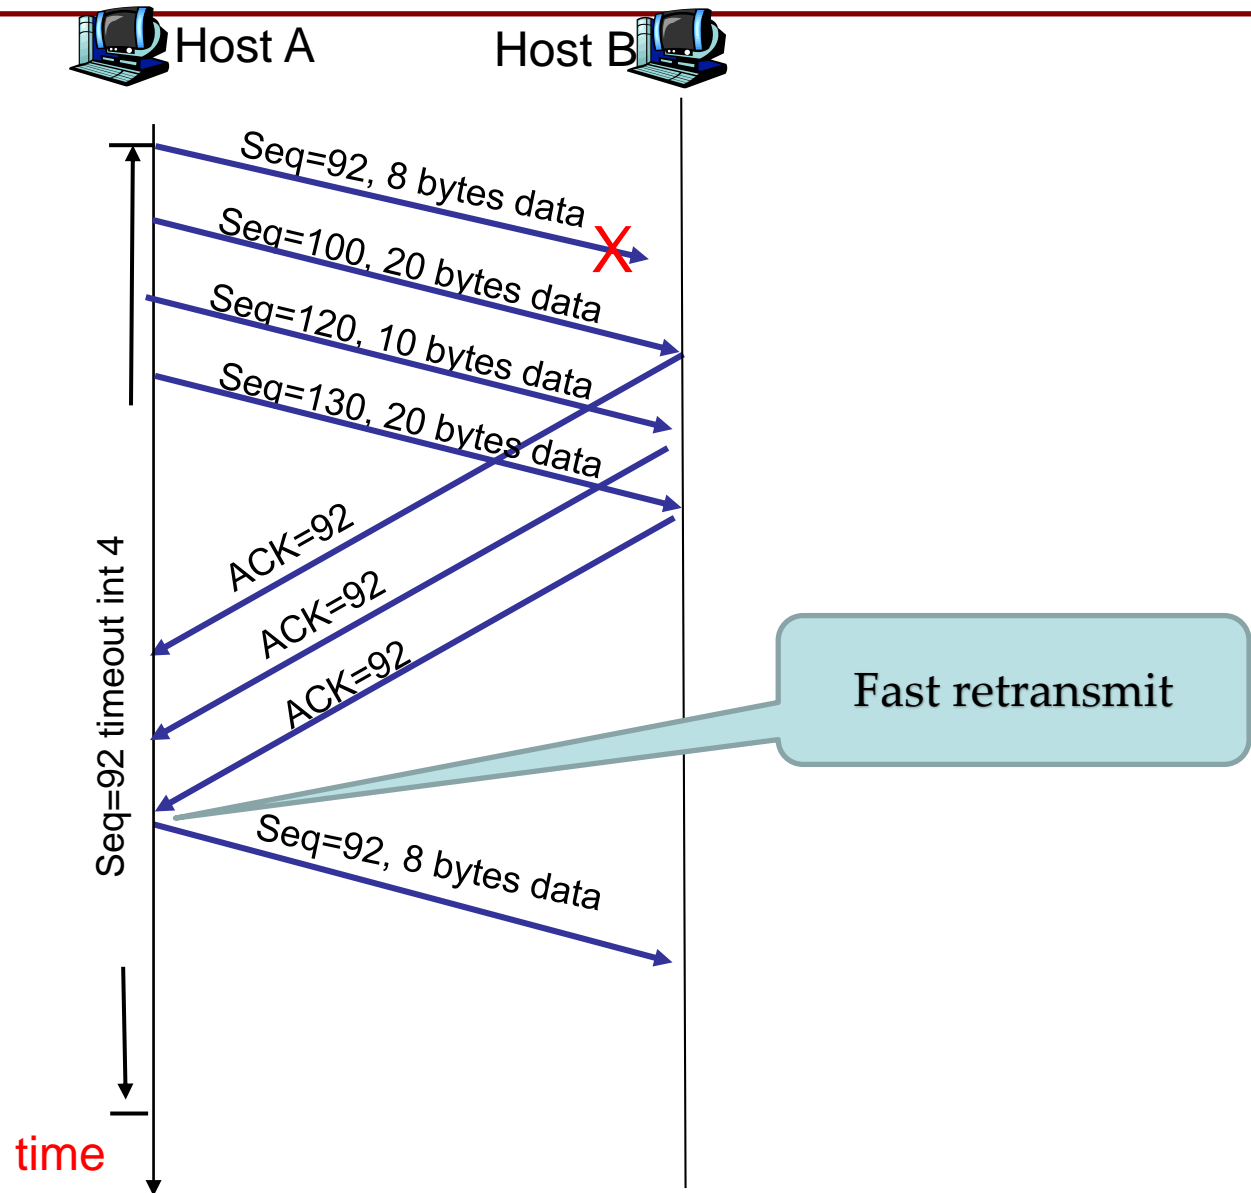 Host A
Host B
Seq=92, 8 bytes data
X
Seq=100, 20 bytes data
Seq=120, 10 bytes data
Seq=130, 20 bytes data
ACK=92
ACK=92
ACK=92
Seq=92 timeout int 4
Fast retransmit
Seq=92, 8 bytes data
time